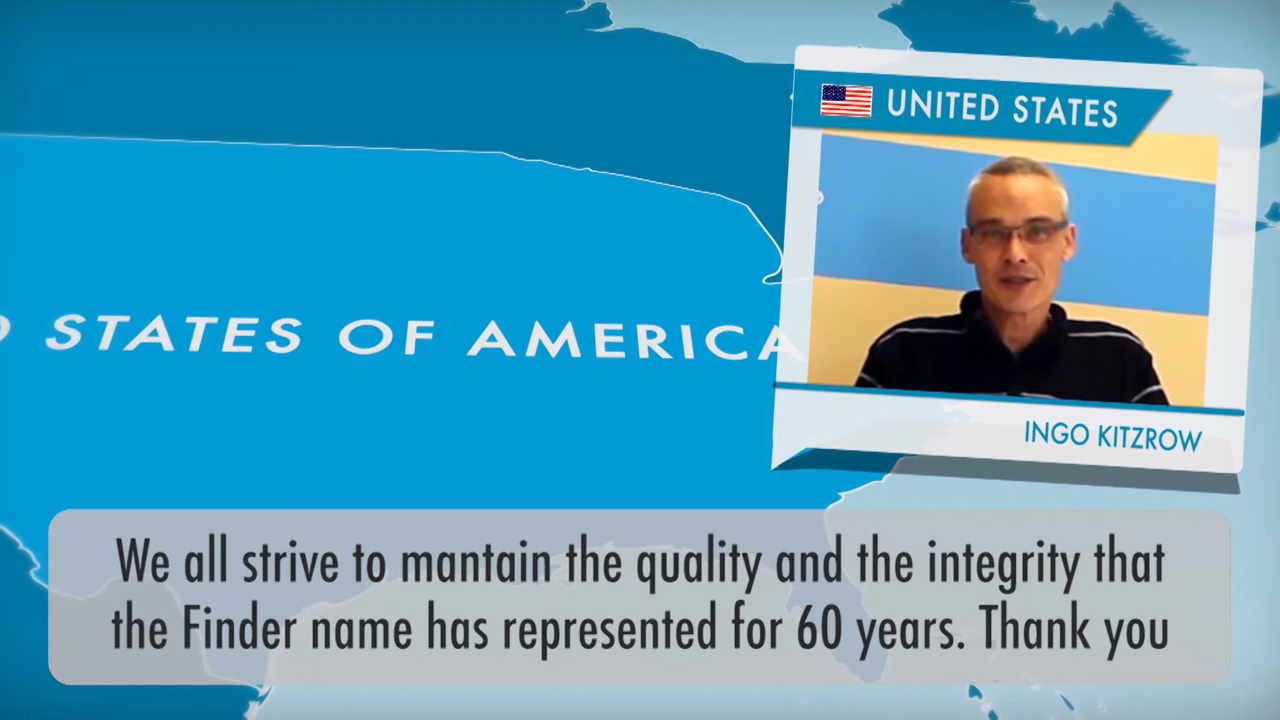 UNITED STATES
STATES OF AMERICA
INGO KITZROW
We all strive to mantain the quality and the integrity that
the Finder name has represented for 60 years. Thank you